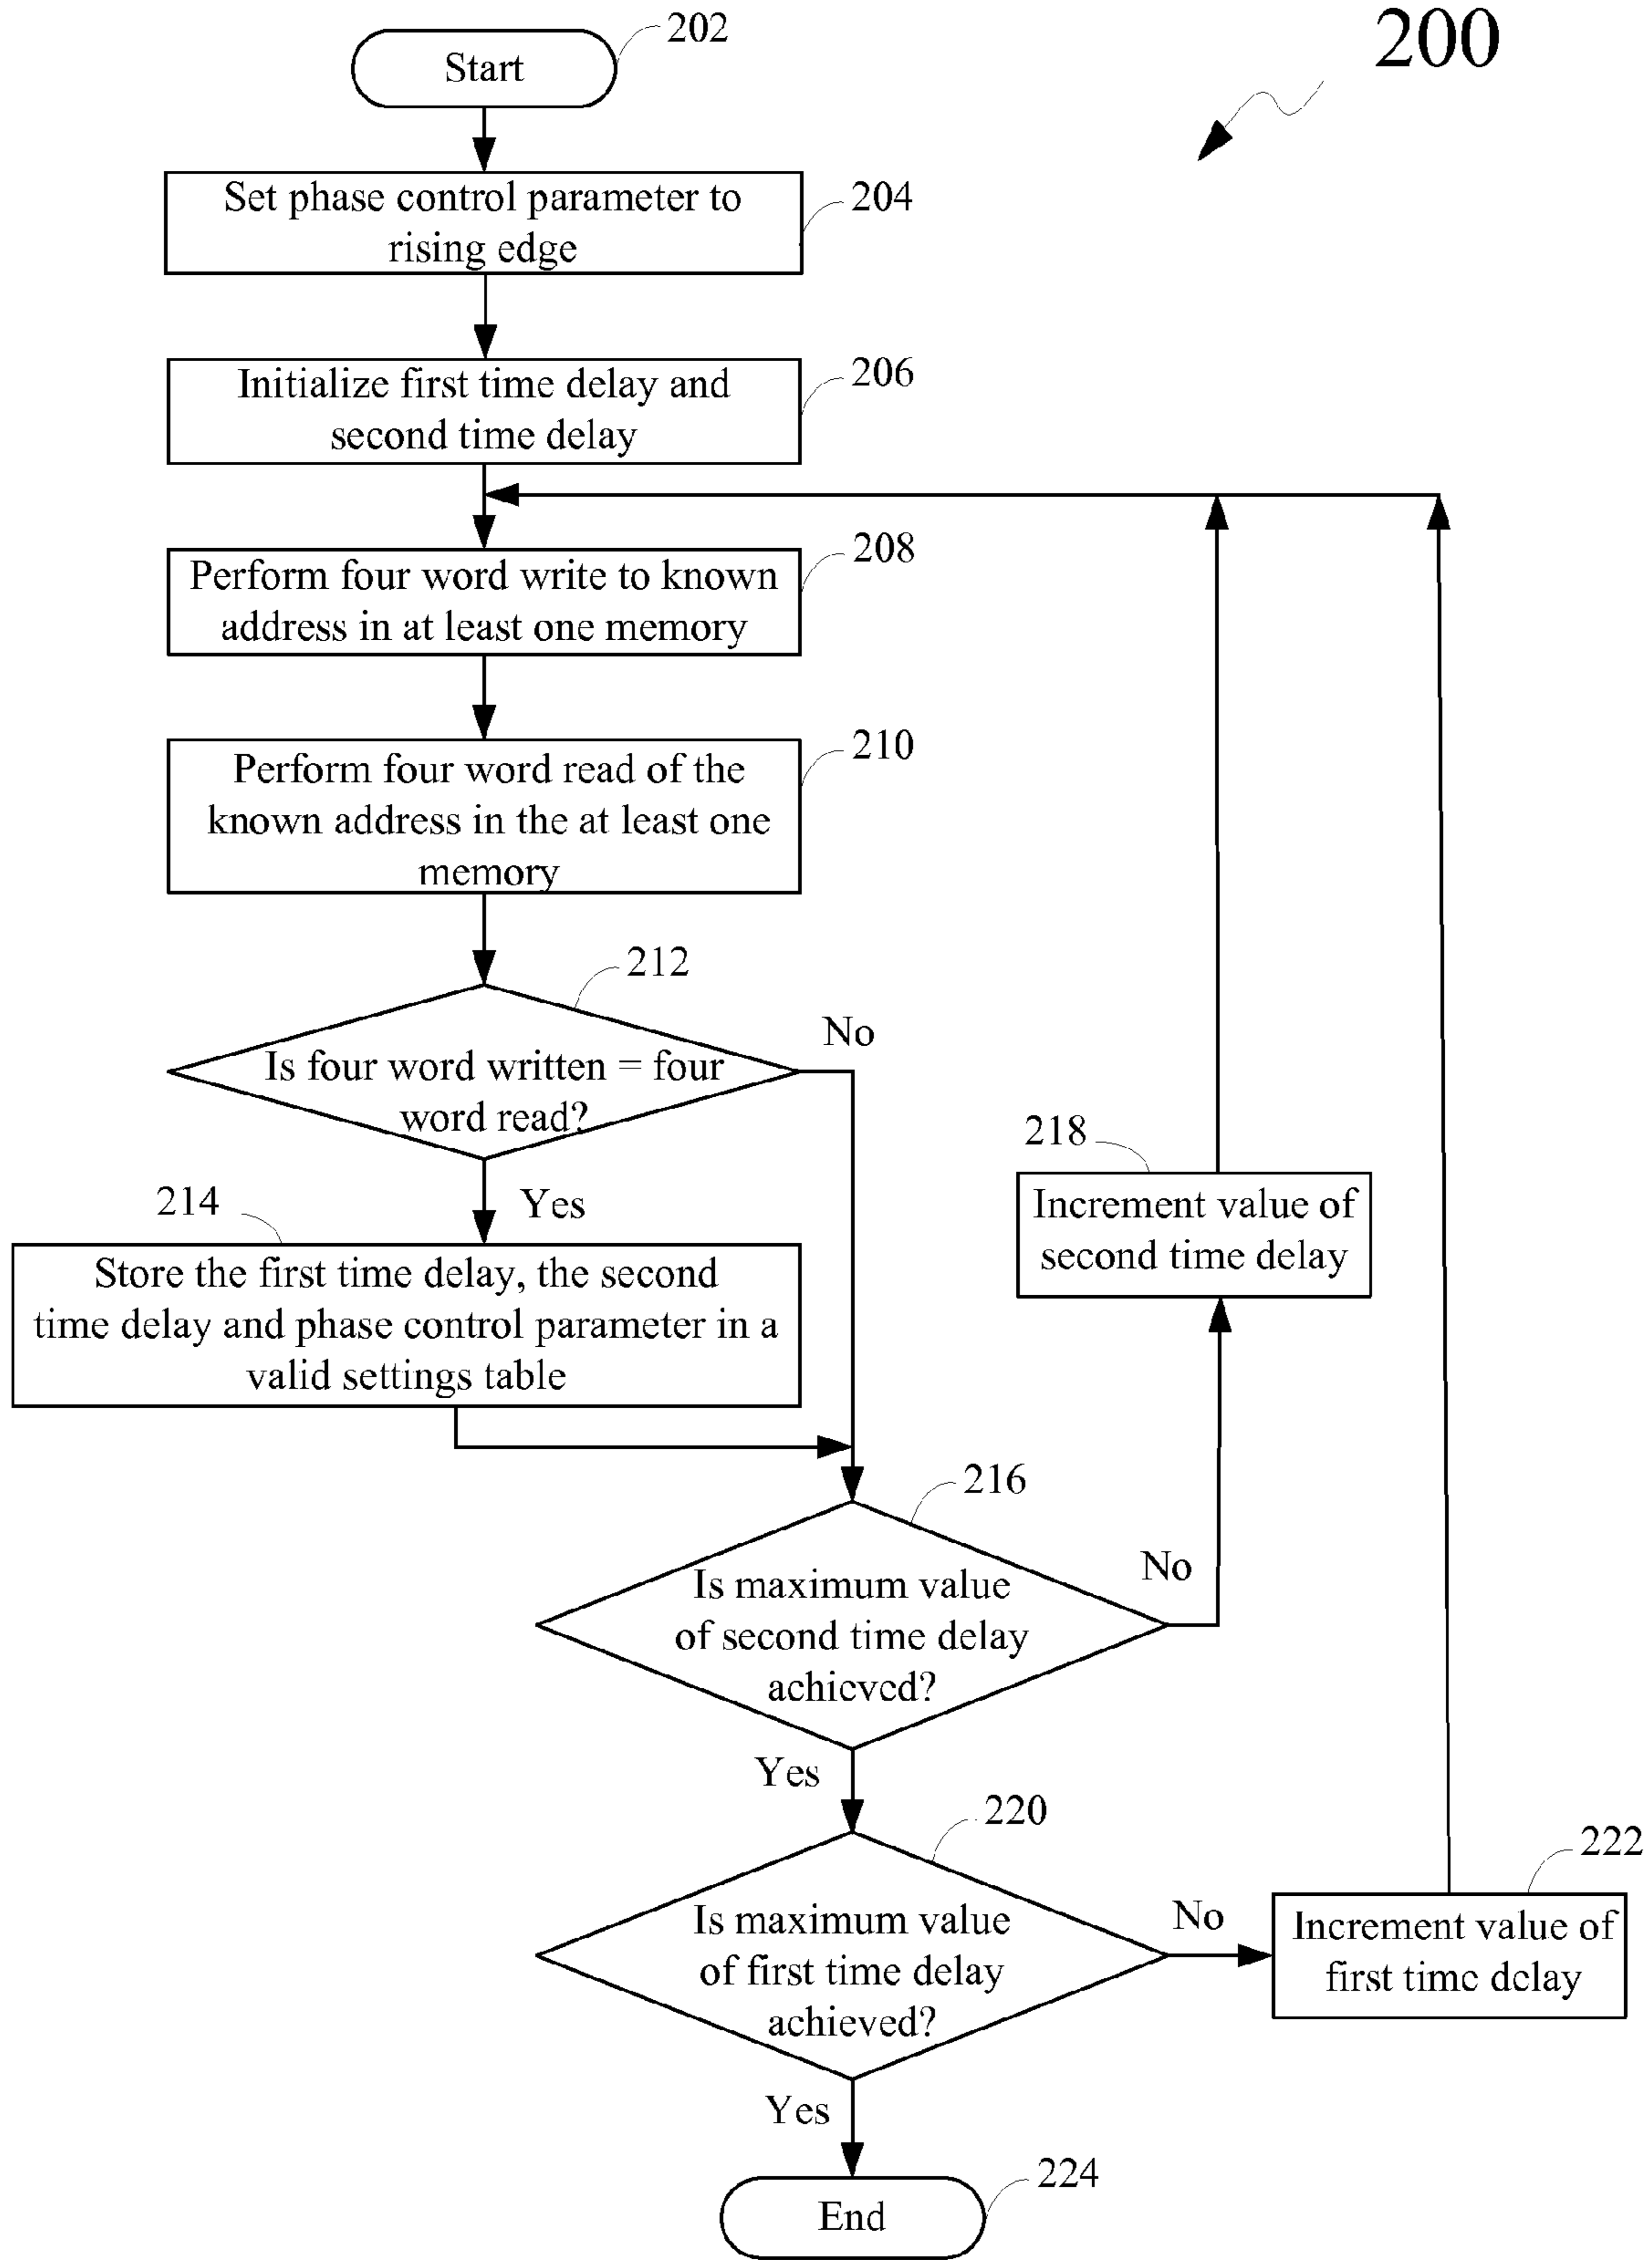 200
202
Start
204
Set phase control parameter to
rising edge
206
Initialize first time delay and
second time delay
208
Perform four word write to known
address in at least one memory
210
Perform four word read of the
known address in the at least one
memory
212
No
Is four word written = four
word read?
Yes
214
Store the first time delay, the second
time delay and phase control parameter in a
valid settings table
218
Increment value of
second time delay
216
No
Is maximum value
of second time delay
achieved?
Yes
220
Is maximum value
of first time delay
achieved?
No
222
Increment value of
first time delay
Yes
224
End